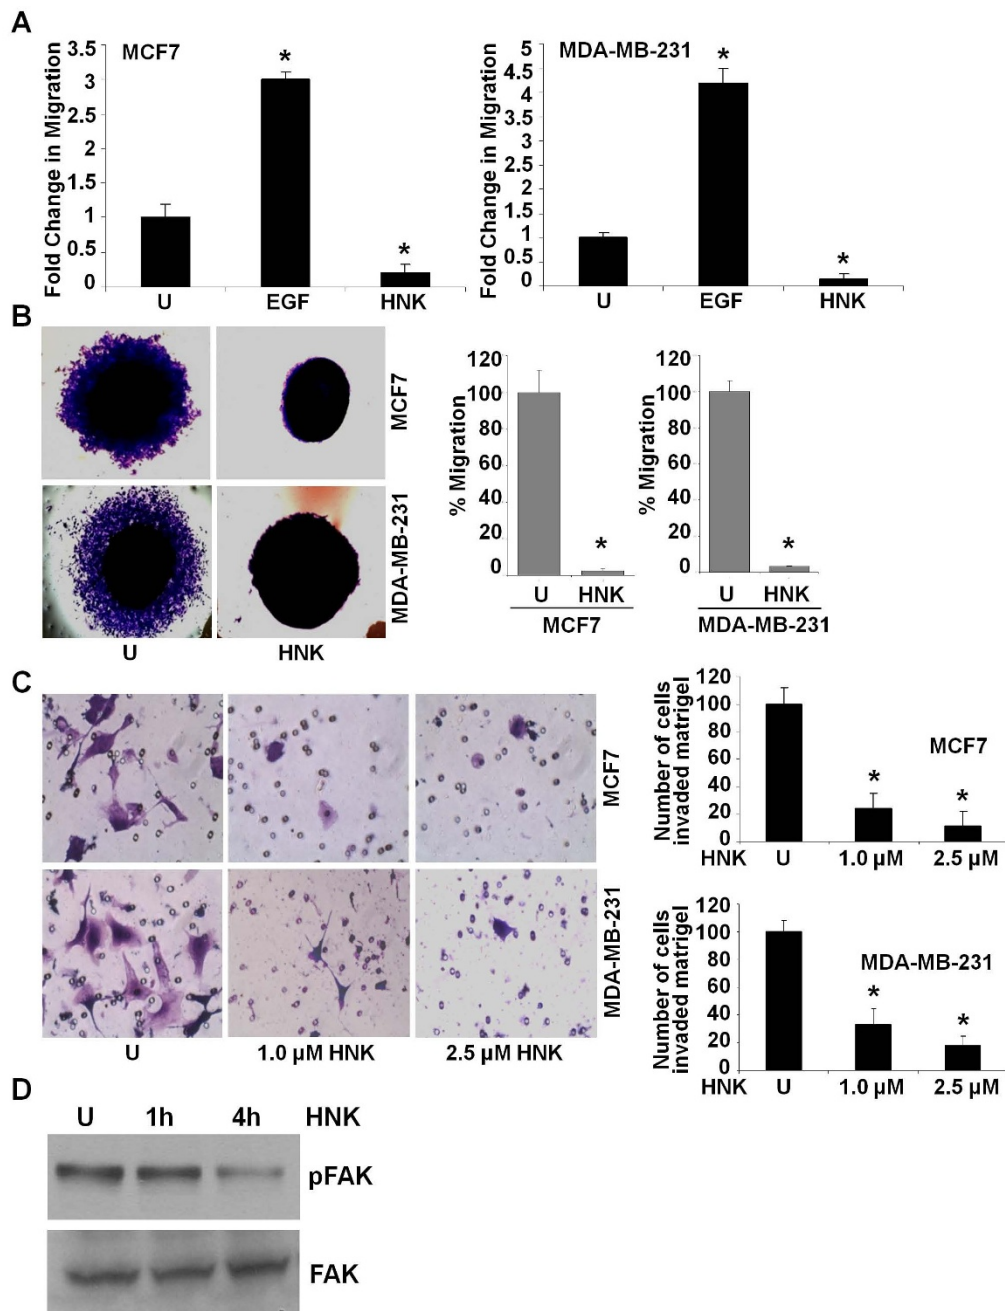 A
MCF7
Fold Change in Migration
3.5
3
2.5
2
1.5
1
0.5
0
U EGF HNK
*
*
MDA-MB-231
Fold Change in Migration
5
4.5
4
3.5
3
2.5
2
1.5
1
0.5
0
U EGF HNK
*
*
B
MCF7
MDA-MB-231
U HNK
% Migration
120
100
80
60
40
20
0
*
U HNK
MCF7
% Migration
120
100
80
60
40
20
0
*
U HNK
MDA-MB-231
C
MCF7
MDA-MB-231
U 1.0 µM HNK 2.5 µM HNK
Number of cells
invaded matrigel
120
100
80
60
40
20
0
MCF7
*
*
HNK U 1.0 µM 2.5 µM
Number of cells
invaded matrigel
120
100
80
60
40
20
0
MDA-MB-231
*
*
HNK U 1.0 µM 2.5 µM
D
U 1h 4h HNK
pFAK
FAK